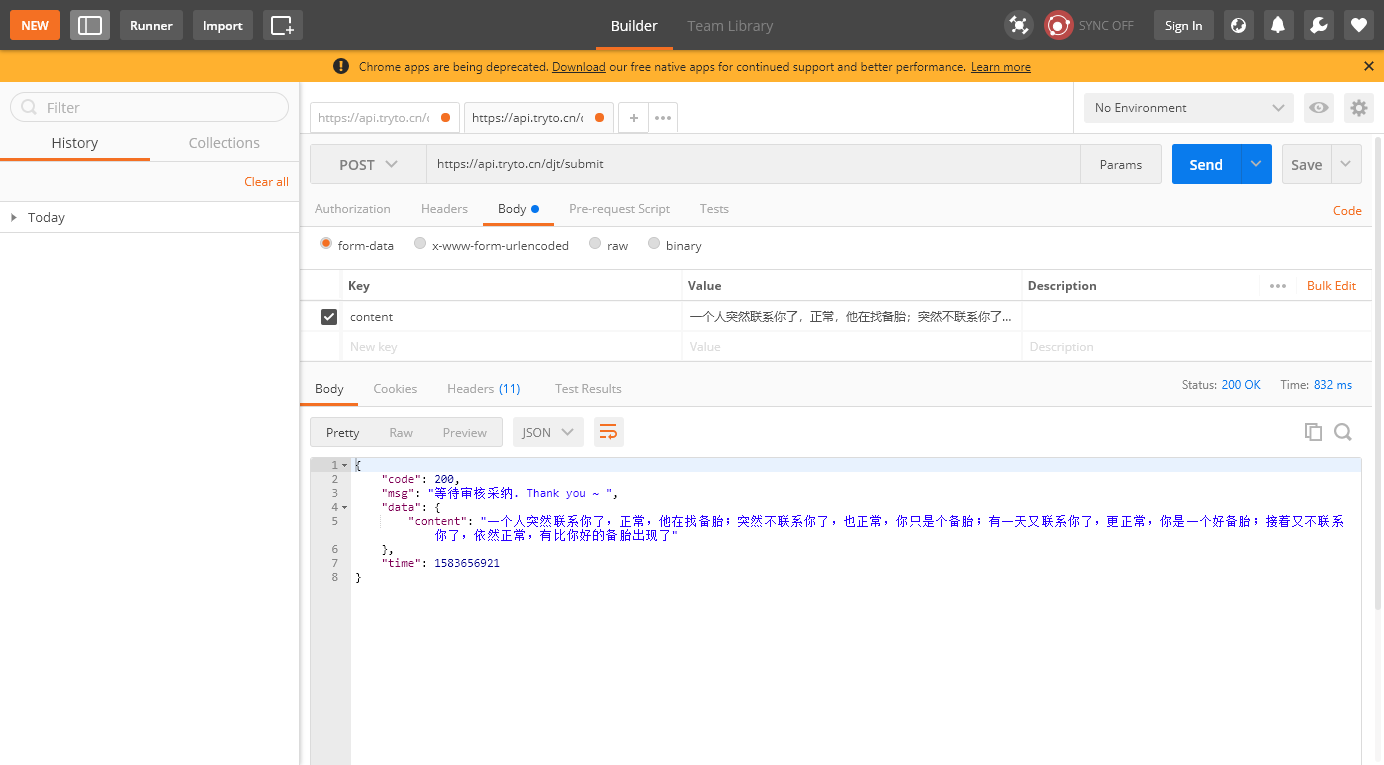 NEW Runner Import Builder Team Library SYNC OFF Sign In
Chrome apps are being deprecated. Download our free native apps for continued support and better performance. Learn more
Filter
History Collections
Clear all
Today
https://api.tryto.cn/ https://api.tryto.cn/ + ••• No Environment
POST https://api.tryto.cn/djt/submit Params Send Save
Authorization Headers Body Pre-request Script Tests Code
form-data x-www-form-urlencoded raw binary
Key Value Description ••• Bulk Edit
content 一个人突然联系你了，正常，他在找备胎；突然不联系你了...
New key Value Description
Body Cookies Headers (11) Test Results Status: 200 OK Time: 832 ms
Pretty Raw Preview JSON
1 {
2 "code": 200,
3 "msg": "等待审核采纳. Thank you ~ ",
4 "data": {
5 "content": "一个人突然联系你了，正常，他在找备胎；突然不联系你了，也正常，你只是个备胎；有一天又联系你了，更正常，你是一个好备胎；接着又不联系
你了，依然正常，有比你好的备胎出现了"
6 },
7 "time": 1583656921
8 }